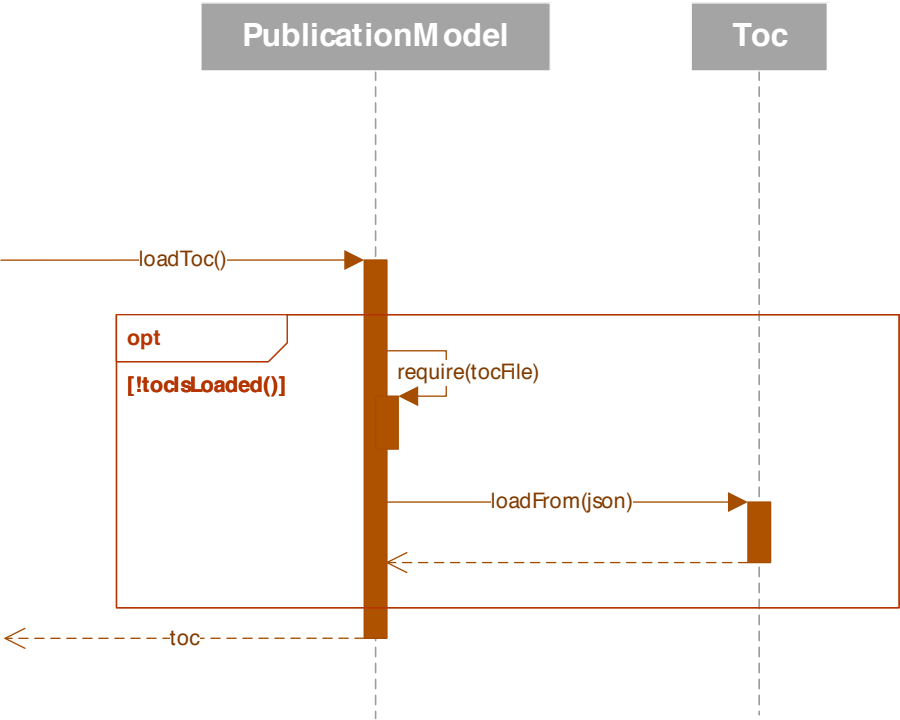 PublicationModel
Toc
loadToc()
opt
[!tocIsLoaded()]
require(tocFile)
loadFrom(json)
toc